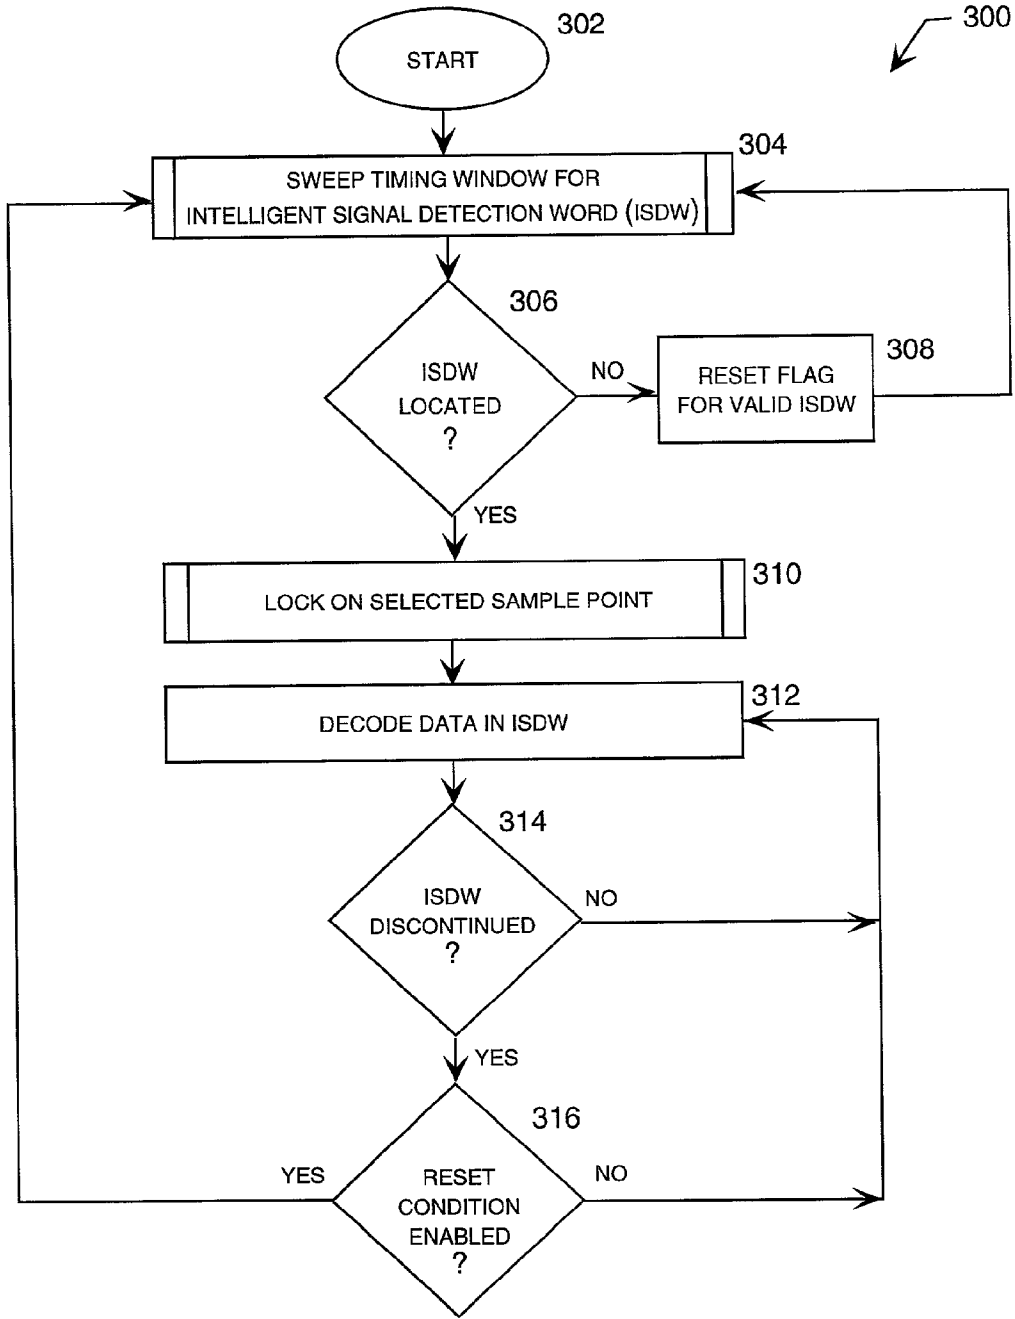 302
300
START
304
SWEEP TIMING WINDOW FOR
INTELLIGENT SIGNAL DETECTION WORD (ISDW)
306
ISDW
LOCATED
?
NO
308
RESET FLAG
FOR VALID ISDW
YES
310
LOCK ON SELECTED SAMPLE POINT
312
DECODE DATA IN ISDW
314
ISDW
DISCONTINUED
?
NO
YES
316
YES
NO
RESET
CONDITION
ENABLED
?